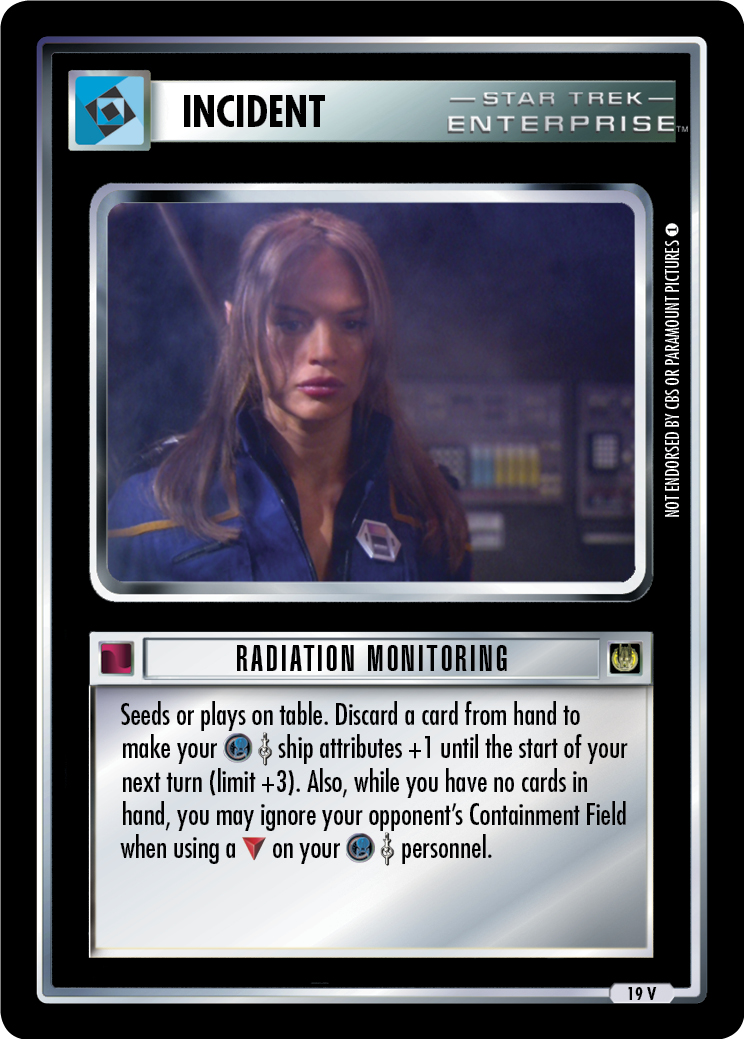 INCIDENT
STAR TREK
ENTERPRISE™
NOT ENDORSED BY CBS OR PARAMOUNT PICTURES 1
RADIATION MONITORING
Seeds or plays on table. Discard a card from hand to
make your ship attributes +1 until the start of your
next turn (limit +3). Also, while you have no cards in
hand, you may ignore your opponent’s Containment Field
when using a on your personnel.
19 V